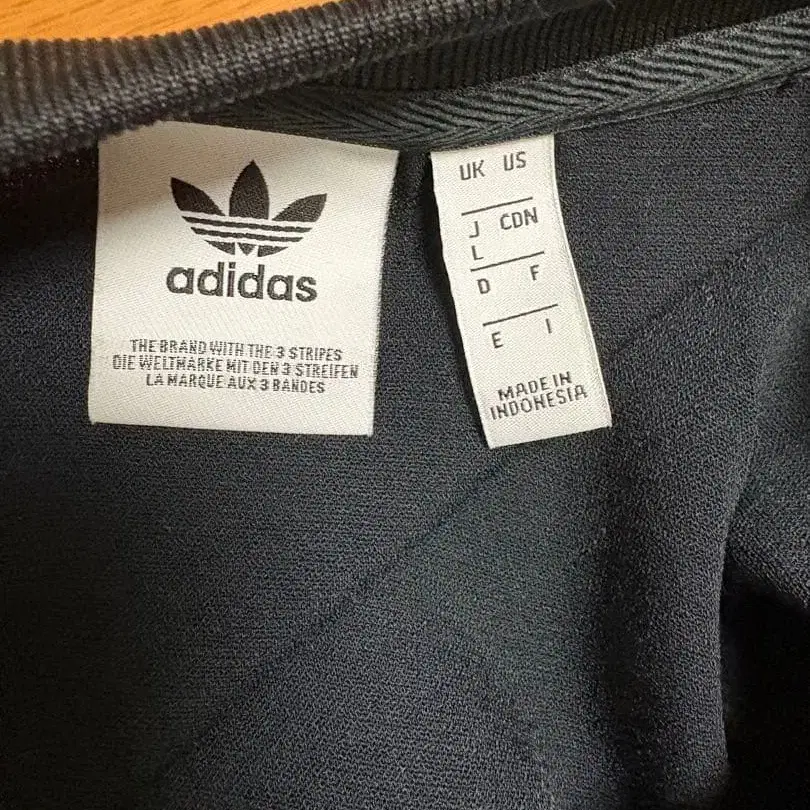 adidas
THE BRAND WITH THE 3 STRIPES
DIE WELTMARKE MIT DEN 3 STREIFEN
LA MARQUE AUX 3 BANDES
UK US
J CDN
L
D F
E I
MADE IN
INDONESIA